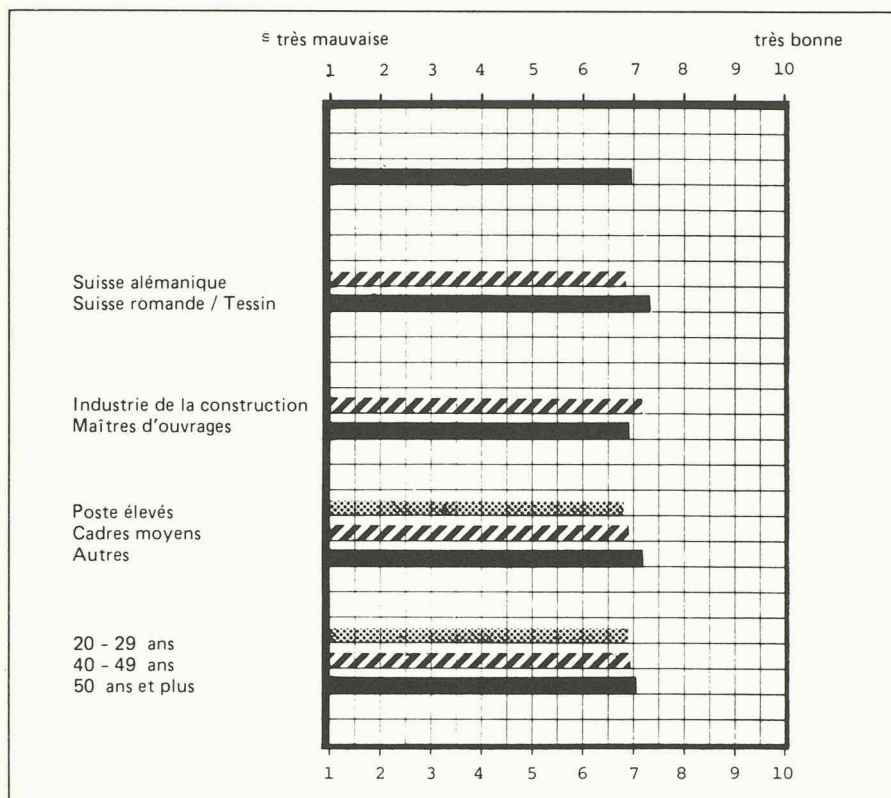 très mauvaise très bonne
1 2 3 4 5 6 7 8 9 10
Suisse alémanique
Suisse romande / Tessin
Industrie de la construction
Maîtres d'ouvrages
Poste élevés
Cadres moyens
Autres
20 - 29 ans
40 - 49 ans
50 ans et plus
1 2 3 4 5 6 7 8 9 10